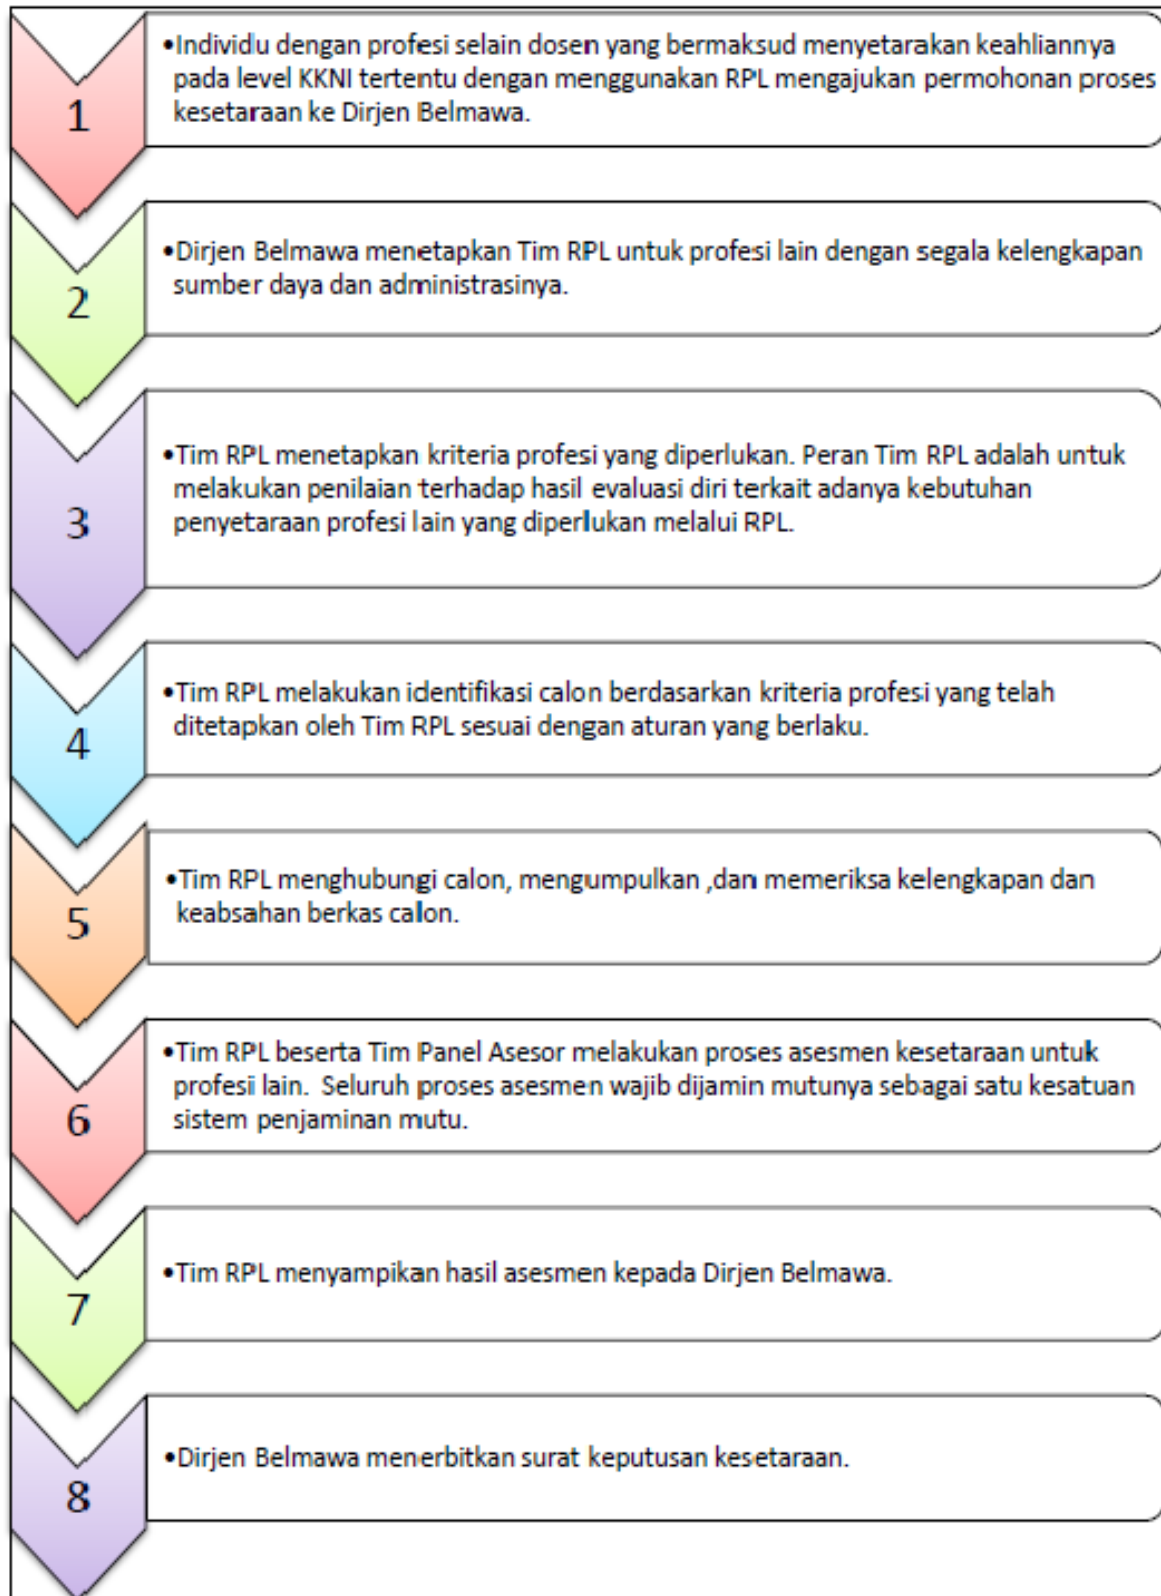 1
•Individu dengan profesi selain dosen yang bermaksud menyetarakan keahliannya
pada level KKNI tertentu dengan menggunakan RPL mengajukan permohonan proses
kesetaraan ke Dirjen Belmawa.
2
•Dirjen Belmawa menetapkan Tim RPL untuk profesi lain dengan segala kelengkapan
sumber daya dan administrasinya.
3
•Tim RPL menetapkan kriteria profesi yang diperlukan. Peran Tim RPL adalah untuk
melakukan penilaian terhadap hasil evaluasi diri terkait adanya kebutuhan
penyetaraan profesi lain yang diperlukan melalui RPL.
4
•Tim RPL melakukan identifikasi calon berdasarkan kriteria profesi yang telah
ditetapkan oleh Tim RPL sesuai dengan aturan yang berlaku.
5
•Tim RPL menghubungi calon, mengumpulkan ,dan memeriksa kelengkapan dan
keabsahan berkas calon.
6
•Tim RPL beserta Tim Panel Asesor melakukan proses asesmen kesetaraan untuk
profesi lain.  Seluruh proses asesmen wajib dijamin mutunya sebagai satu kesatuan
sistem penjaminan mutu.
7
•Tim RPL menyampikan hasil asesmen kepada Dirjen Belmawa.
8
•Dirjen Belmawa menerbitkan surat keputusan kesetaraan.